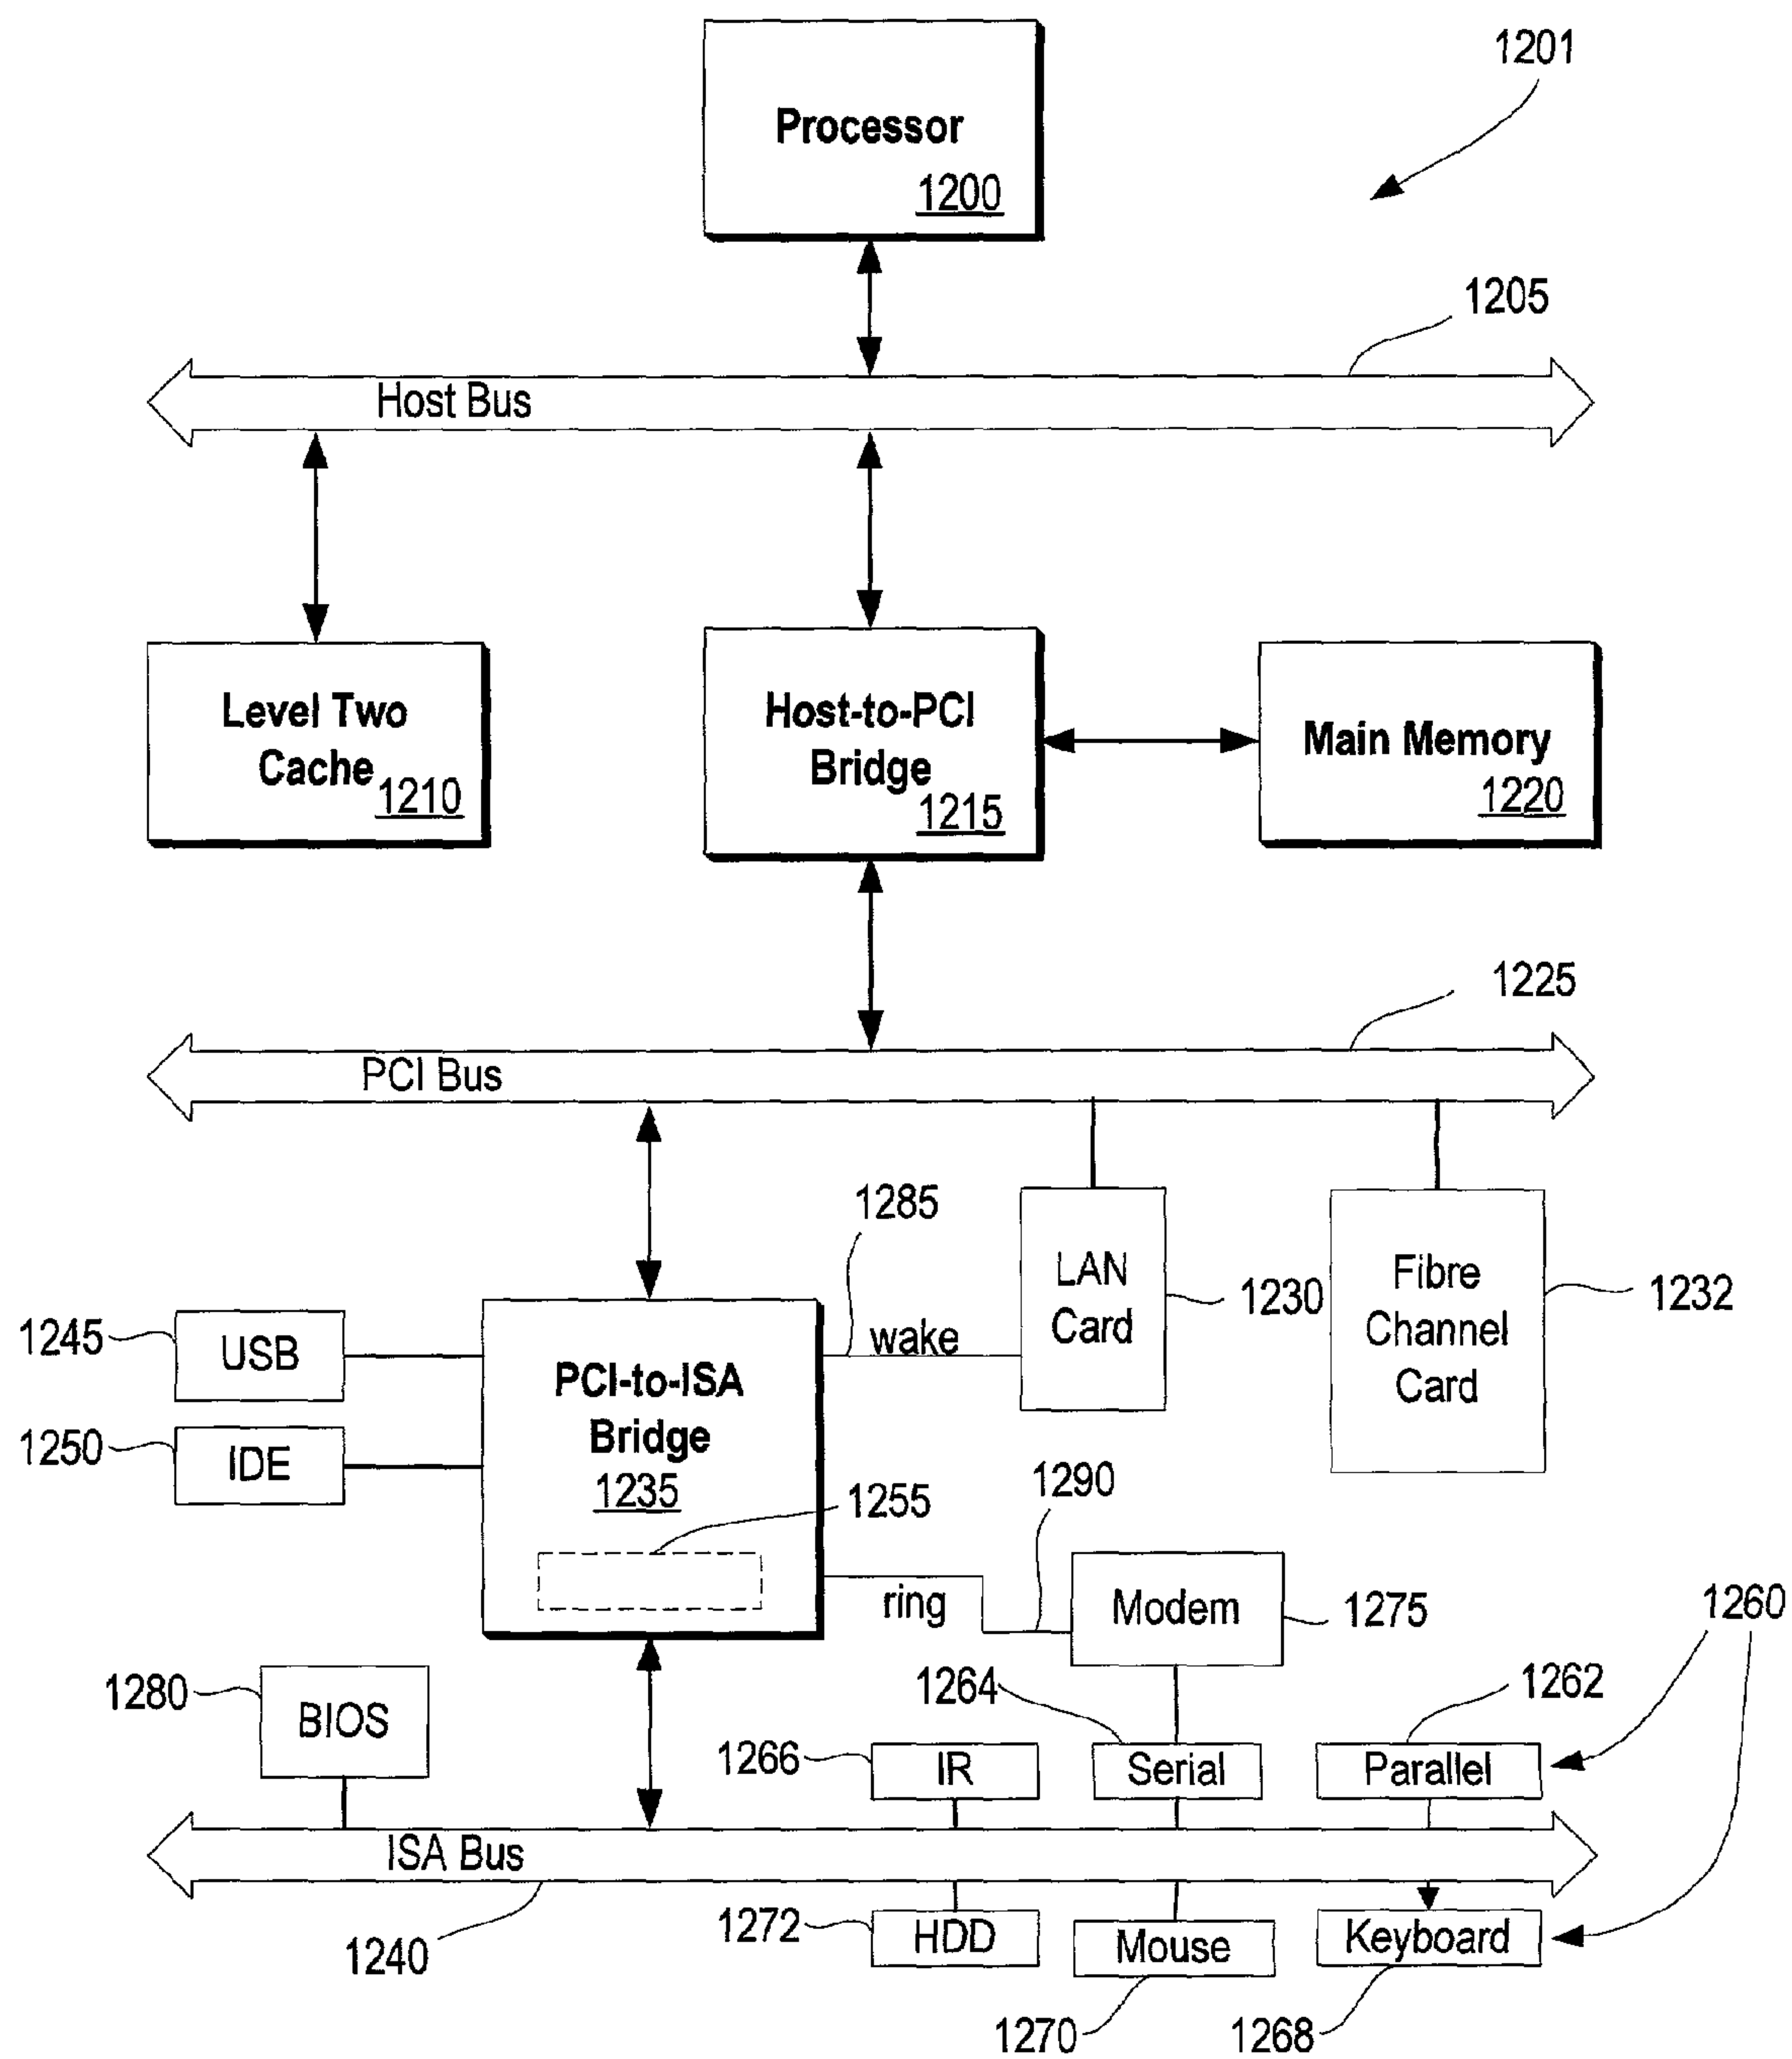 1201
Processor
1200
1205
Host Bus
Level Two
Cache
1210
Host-to-PCI
Bridge
1215
Main Memory
1220
1225
PCI Bus
1285
LAN
Card
1230
Fibre
Channel
Card
1232
1245
USB
wake
PCI-to-ISA
Bridge
1235
1250
IDE
1255
1290
ring
Modem
1275
1260
1280
BIOS
1264
1262
1266
IR
Serial
Parallel
ISA Bus
1240
1272
HDD
Mouse
Keyboard
1270
1268